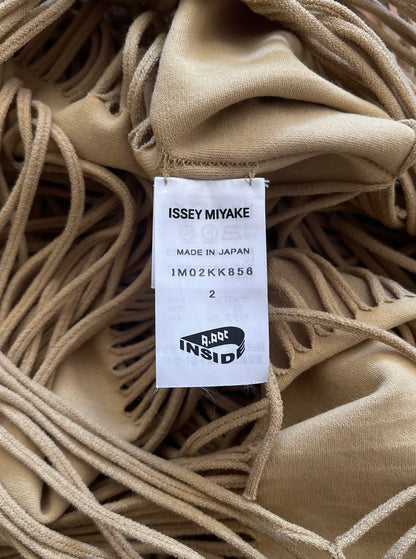 ISSEY MIYAKE
MADE IN JAPAN
IM02KK856
2
A.POC
INSIDE